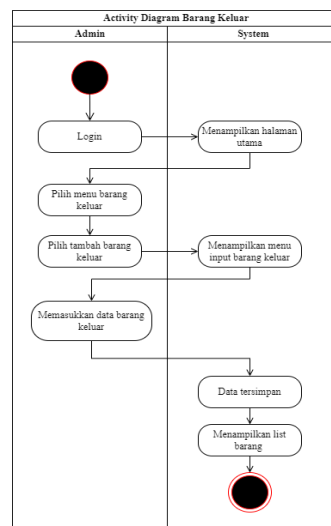 Activity Diagram Barang Keluar
Admin
System
Login
Menampilkan halaman
utama
Pilih menu barang
keluar
Pilih tambah barang
keluar
Menampilkan menu
input barang keluar
Memasukkan data barang
keluar
Data tersimpan
Menampilkan list
barang